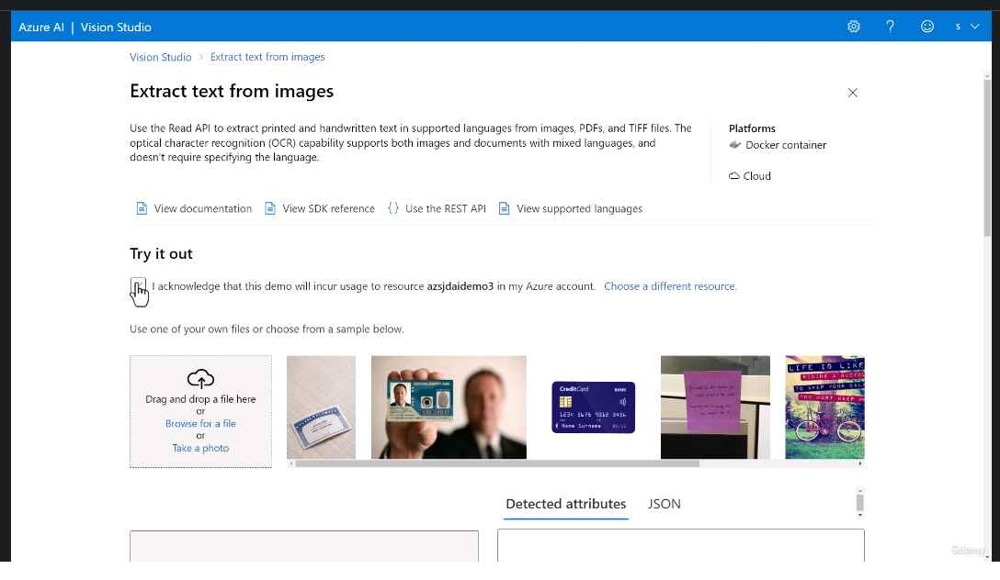 Azure AI | Vision Studio
S
Vision Studio > Extract text from images
Extract text from images
Use the Read API to extract printed and handwritten text in supported languages from images, PDFs, and TIFF files. The
optical character recognition (OCR) capability supports both images and documents with mixed languages, and
doesn't require specifying the language.
Platforms
Docker container
Cloud
View documentation
View SDK reference
Use the REST API
View supported languages
Try it out
I acknowledge that this demo will incur usage to resource azsjdaidemo3 in my Azure account. Choose a different resource.
Use one of your own files or choose from a sample below.
Drag and drop a file here
or
Browse for a file
or
Take a photo
CreditCard
BANK
1234 5678 9012 3456
Name Surname
LIFE IS LIKE
RIDING A BICYCLE
TO KEEP YOUR BALANCE
YOU MUST KEEP
Detected attributes
JSON
Udemy